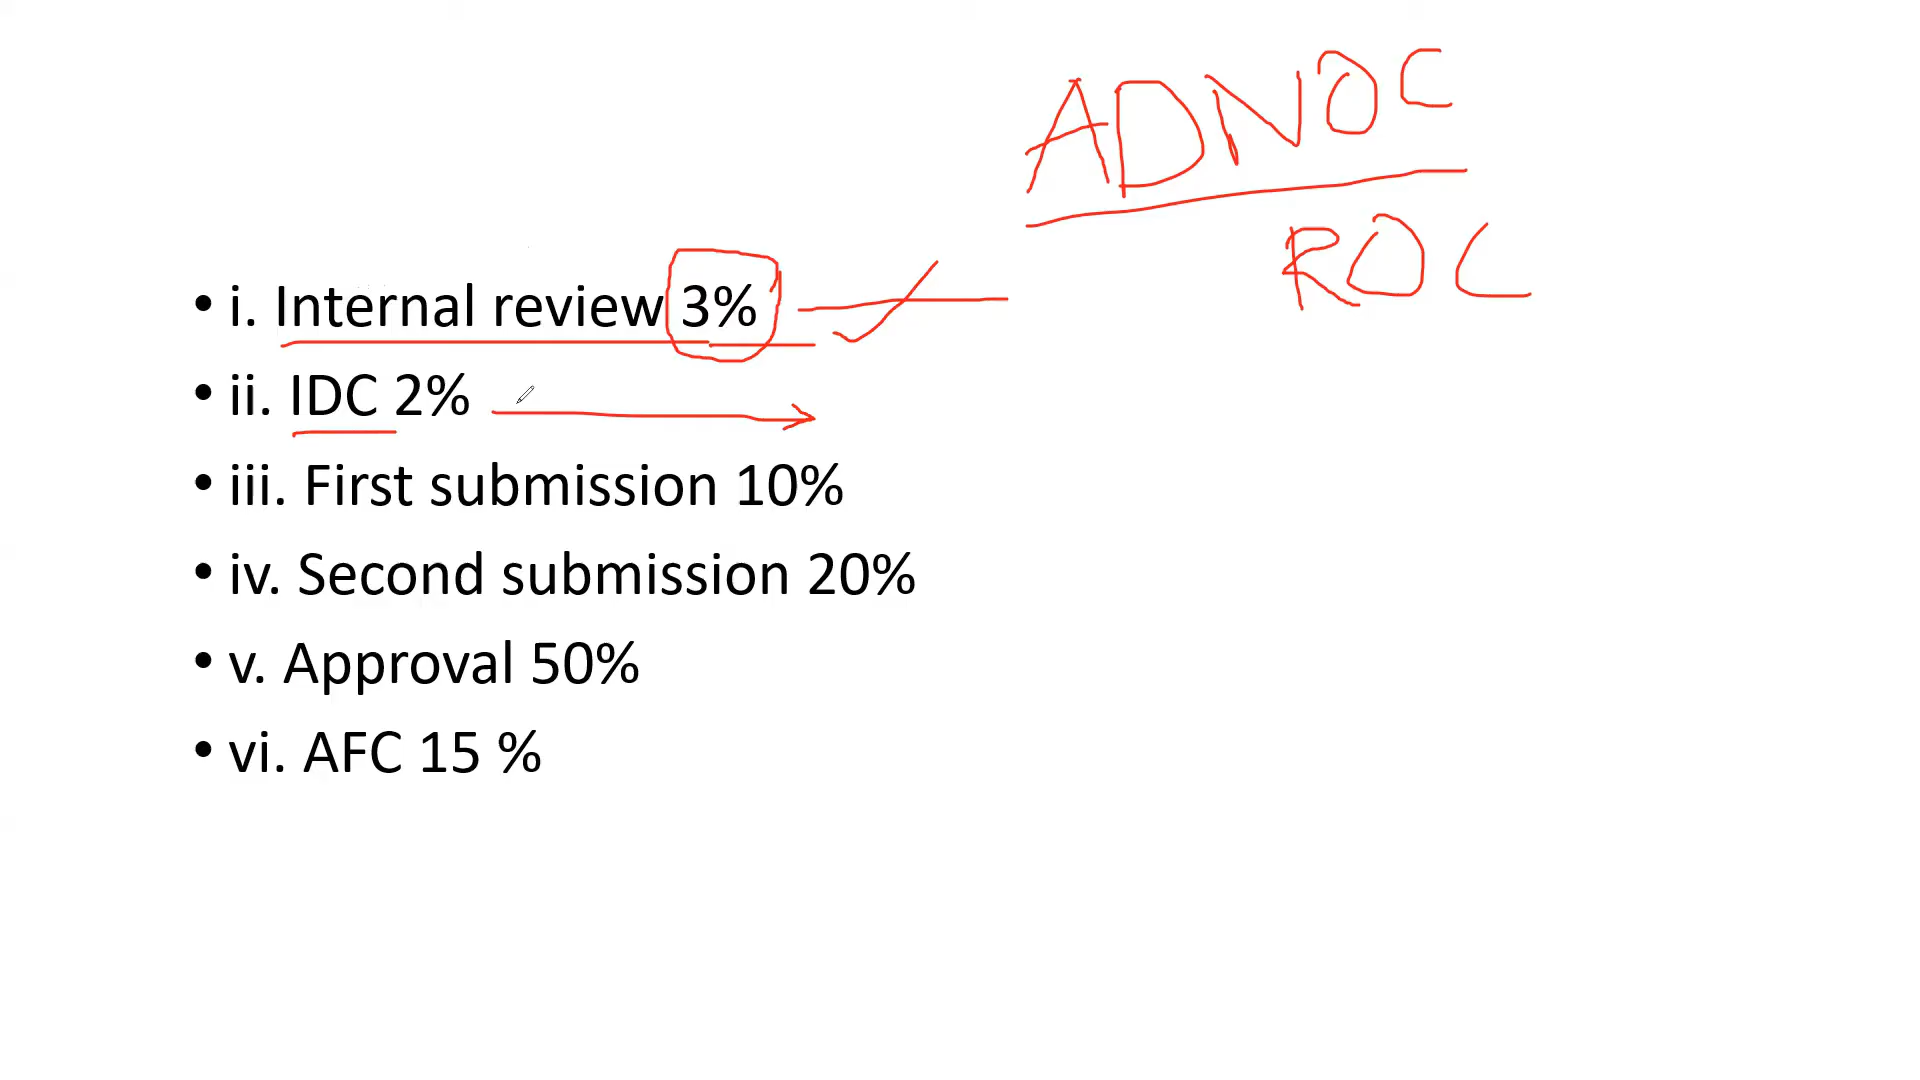 ADNOC
ROC
• i. Internal review 3%
• ii. IDC 2%
• iii. First submission 10%
• iv. Second submission 20%
• v. Approval 50%
• vi. AFC 15 %